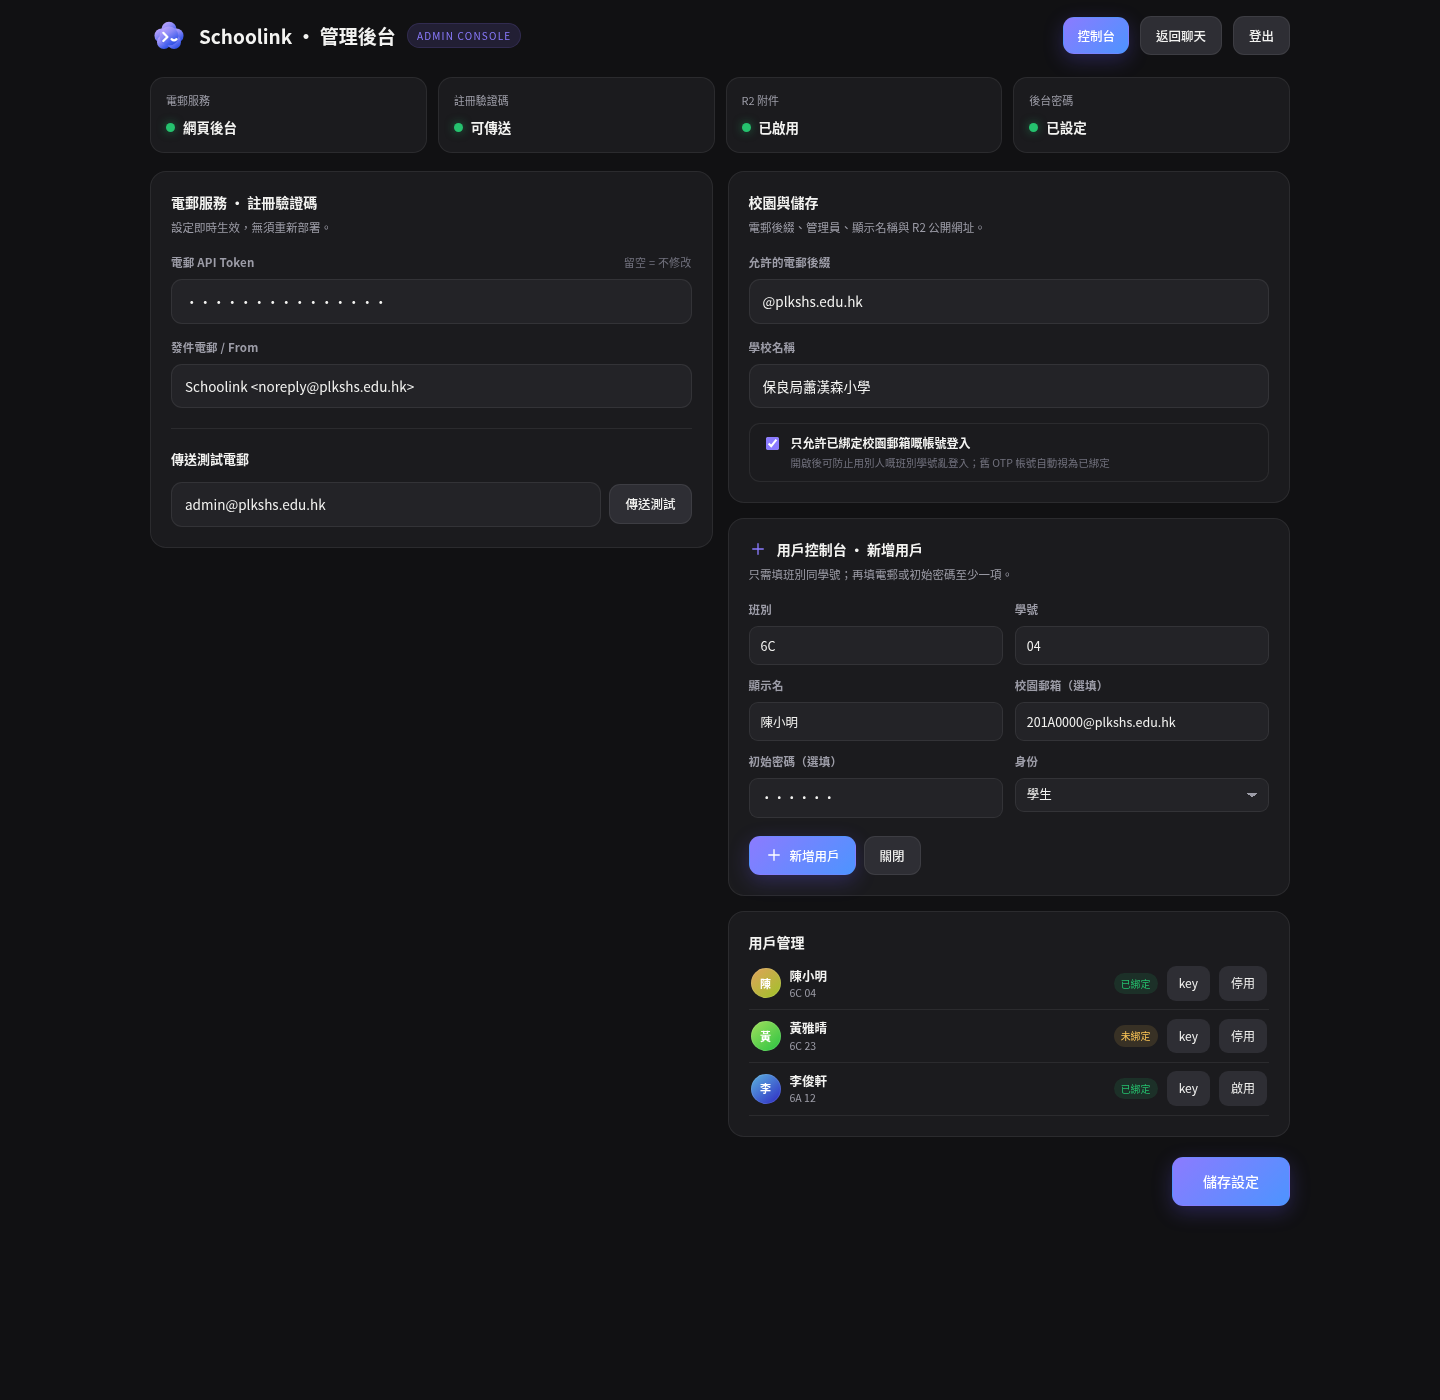 Schoolink · 管理後台 ADMIN CONSOLE
控制台 返回聊天 登出
電郵服務
網頁後台
註冊驗證碼
可傳送
R2 附件
已啟用
後台密碼
已設定
電郵服務 · 註冊驗證碼
設定即時生效，無須重新部署。
電郵 API Token 留空 = 不修改
•••••••••••••••
發件電郵 / From
Schoolink <noreply@plkshs.edu.hk>
傳送測試電郵
admin@plkshs.edu.hk 傳送測試
校園與儲存
電郵後綴、管理員、顯示名稱與 R2 公開網址。
允許的電郵後綴
@plkshs.edu.hk
學校名稱
保良局蕭漢森小學
只允許已綁定校園郵箱嘅帳號登入
開啟後可防止用別人嘅班別學號亂登入；舊 OTP 帳號自動視為已綁定
用戶控制台 · 新增用戶
只需填班別同學號；再填電郵或初始密碼至少一項。
班別 學號
6C 04
顯示名 校園郵箱（選填）
陳小明 201A0000@plkshs.edu.hk
初始密碼（選填） 身份
•••••• 學生
新增用戶 關閉
用戶管理
陳 陳小明 已綁定 key 停用
6C 04
黃 黃雅晴 未綁定 key 停用
6C 23
李 李俊軒 已綁定 key 啟用
6A 12
儲存設定